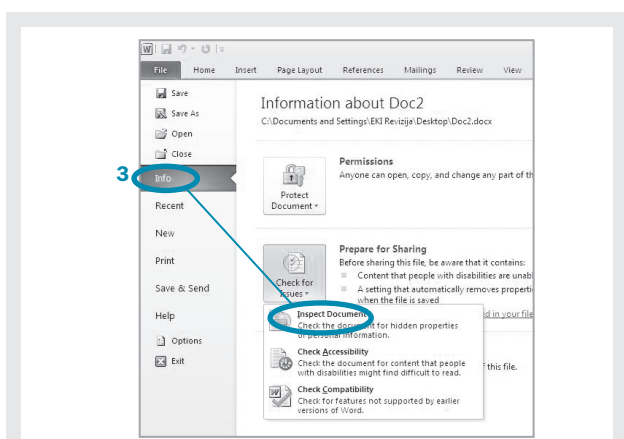 W
File Home Insert Page Layout References Mailings Review View
Save
Save As
Open
Close
3
Info
Recent
New
Print
Save & Send
Help
Options
Exit
Information about Doc2
C:\Documents and Settings\EKI Revizija\Desktop\Doc2.docx
Protect
Document
Permissions
Anyone can open, copy, and change any part of th
Check for
Issues
Prepare for Sharing
Before sharing this file, be aware that it contains:
Content that people with disabilities are unabl
A setting that automatically removes properti
when the file is saved
d in your file
Inspect Document
Check the document for hidden properties
or personal information.
Check Accessibility
Check the document for content that people
with disabilities might find difficult to read.
f this file.
Check Compatibility
Check for features not supported by earlier
versions of Word.